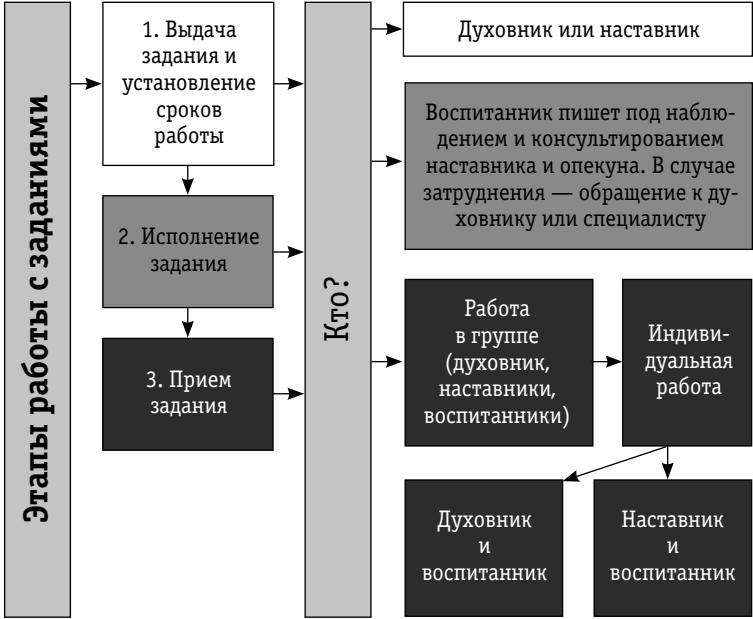 Этапы работы с заданиями
1. Выдача
задания и
установление
сроков
работы
2. Исполнение
задания
3. Прием
задания
Кто?
Духовник или наставник
Воспитанник пишет под наблю-
дением и консультированием
наставника и опекуна. В случае
затруднения — обращение к ду-
ховнику или специалисту
Работа
в группе
(духовник,
наставники,
воспитанники)
Индиви-
дуальная
работа
Духовник
и
воспитанник
Наставник
и
воспитанник